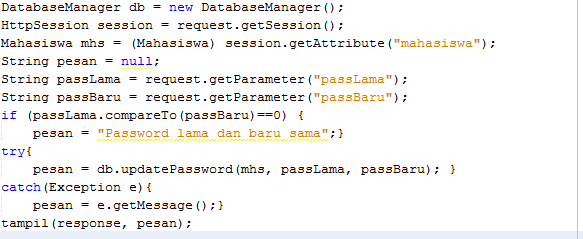 DatabaseManager db = new DatabaseManager();
HttpSession session = request.getSession();
Mahasiswa mhs = (Mahasiswa) session.getAttribute("mahasiswa");
String pesan = null;
String passLama = request.getParameter("passLama");
String passBaru = request.getParameter("passBaru");
if (passLama.compareTo(passBaru)==0) {
    pesan = "Password lama dan baru sama";}
try{
    pesan = db.updatePassword(mhs, passLama, passBaru); }
catch(Exception e){
    pesan = e.getMessage();}
tampil(response, pesan);